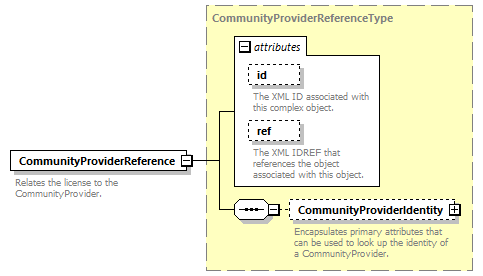 CommunityProviderReferenceType
attributes
id
The XML ID associated with
this complex object.
ref
The XML IDREF that
references the object
associated with this object.
CommunityProviderReference
Relates the license to the
CommunityProvider.
CommunityProviderIdentity
Encapsulates primary attributes that
can be used to look up the identity of
a CommunityProvider.